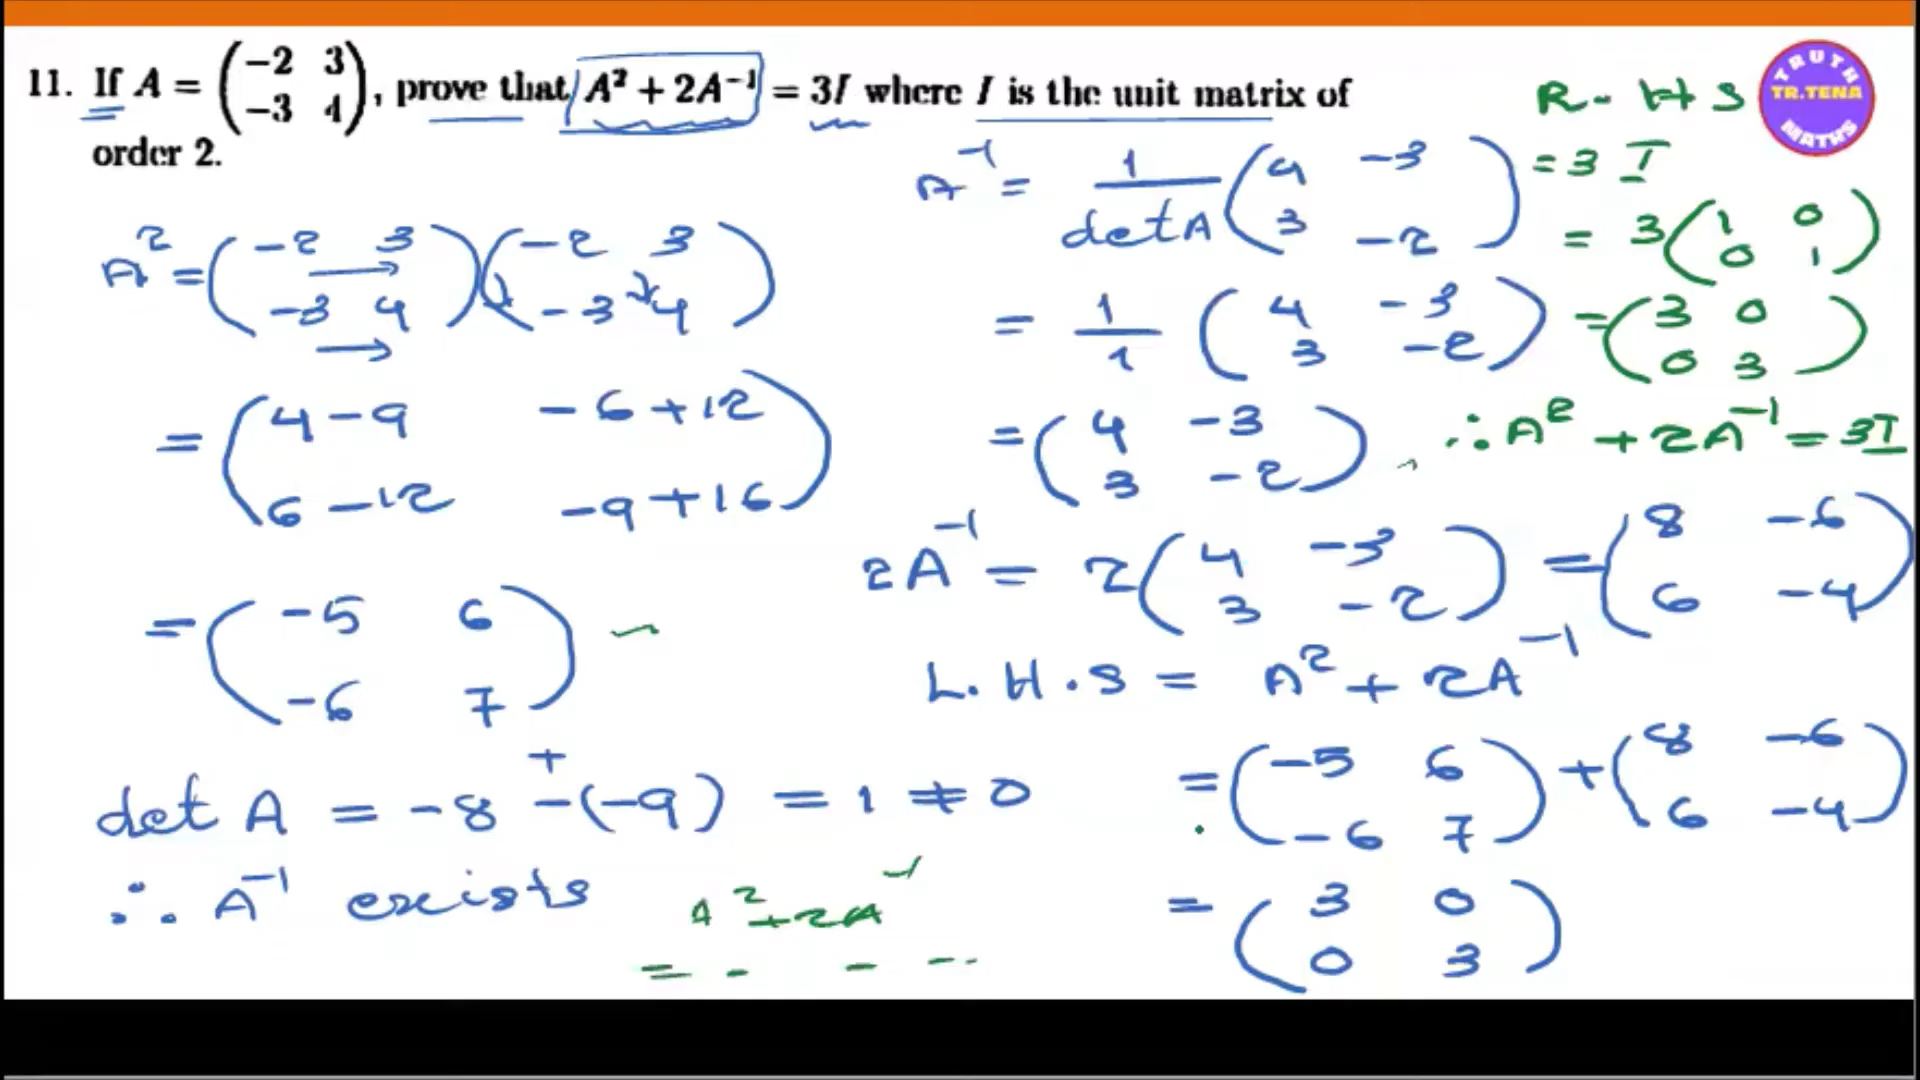 11. If A = (-2 3
-3 4), prove that A² + 2A⁻¹ = 3I where I is the unit matrix of
order 2.
A² = (-2 3
-3 4)(-2 3
-3 4)
= (4-9 -6+12
6-12 -9+16)
= (-5 6
-6 7)
det A = -8 -(-9) = 1 ≠ 0
+
∴ A⁻¹ exists
A² + 2A
= - - -
A⁻¹ = 1/det A (4 -3
3 -2)
= 1/1 (4 -3
3 -2)
= (4 -3
3 -2)
2A⁻¹ = 2(4 -3
3 -2) = (8 -6
6 -4)
L.H.S = A² + 2A⁻¹
= (-5 6
-6 7) + (8 -6
6 -4)
= (3 0
0 3)
R-HS
= 3I
= 3(1 0
0 1)
= (3 0
0 3)
∴ A² + 2A⁻¹ = 3I
TRUTH
TR.TENA
MATHS